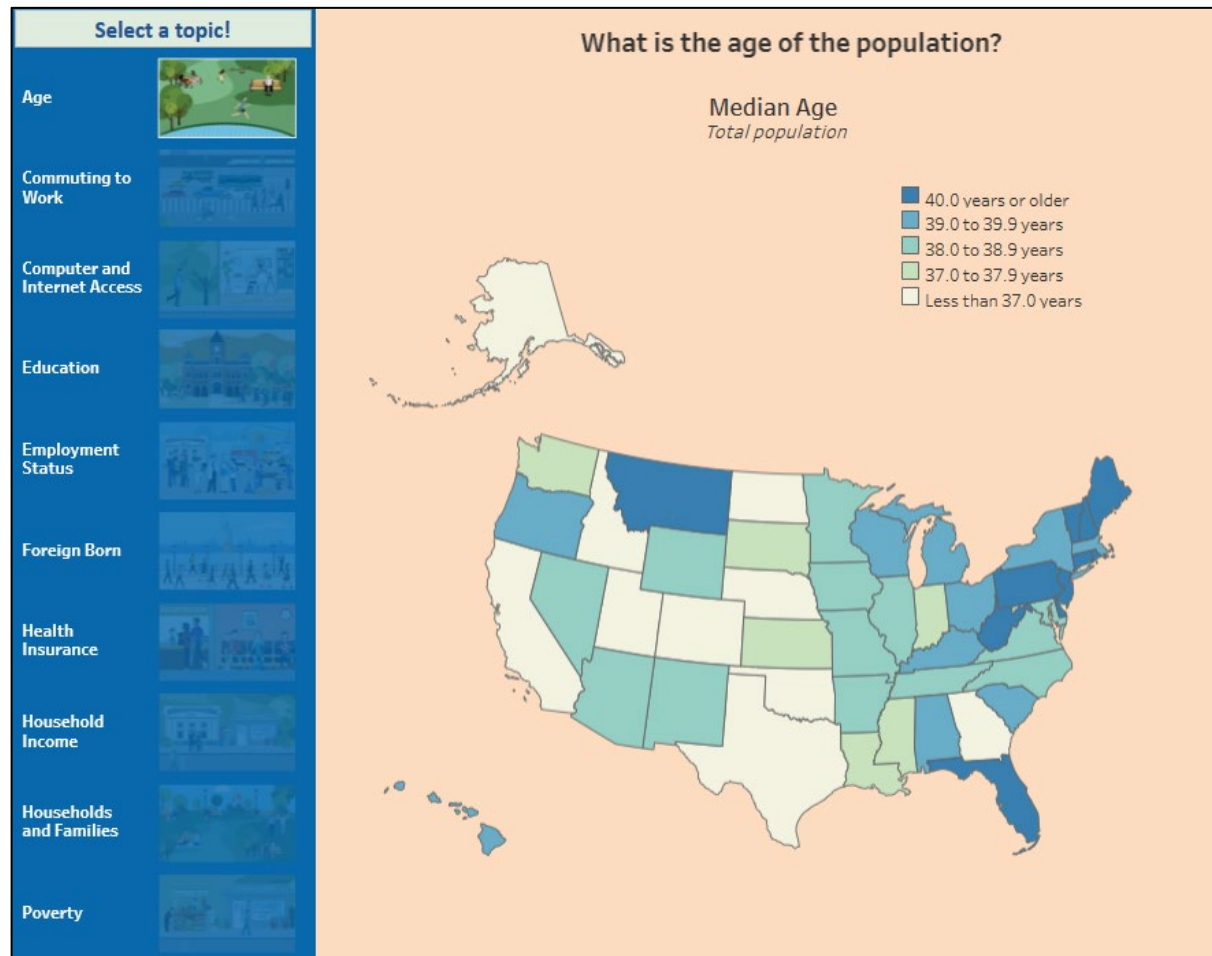 Select a topic!
Age
Commuting to
Work
Computer and
Internet Access
Education
Employment
Status
Foreign Born
Health
Insurance
Household
Income
Households
and Families
Poverty
What is the age of the population?
Median Age
Total population
40.0 years or older
39.0 to 39.9 years
38.0 to 38.9 years
37.0 to 37.9 years
Less than 37.0 years